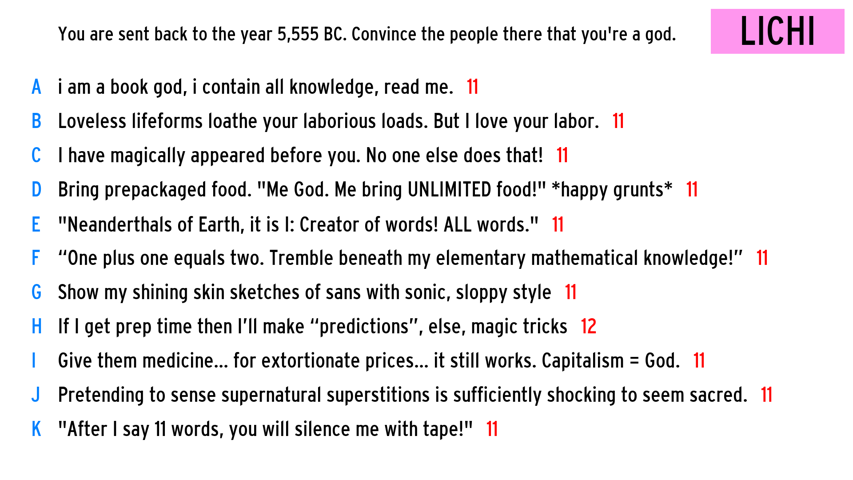 You are sent back to the year 5,555 BC. Convince the people there that you're a god.
LICHI
A i am a book god, i contain all knowledge, read me. 11
B Loveless lifeforms loathe your laborious loads. But I love your labor. 11
C I have magically appeared before you. No one else does that! 11
D Bring prepackaged food. "Me God. Me bring UNLIMITED food!" *happy grunts* 11
E "Neanderthals of Earth, it is I: Creator of words! ALL words." 11
F “One plus one equals two. Tremble beneath my elementary mathematical knowledge!” 11
G Show my shining skin sketches of sans with sonic, sloppy style 11
H If I get prep time then I’ll make “predictions”, else, magic tricks 12
I Give them medicine... for extortionate prices... it still works. Capitalism = God. 11
J Pretending to sense supernatural superstitions is sufficiently shocking to seem sacred. 11
K "After I say 11 words, you will silence me with tape!" 11